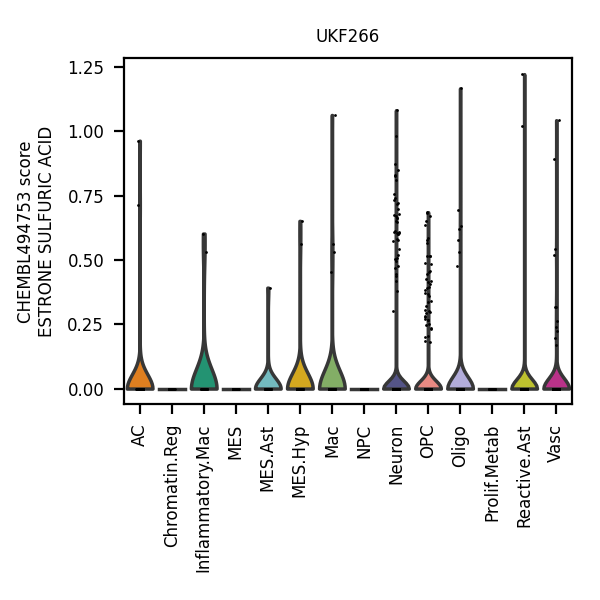 UKF266
CHEMBL494753 score
ESTRONE SULFURIC ACID
1.25
1.00
0.75
0.50
0.25
0.00
AC
Chromatin.Reg
Inflammatory.Mac
MES
MES.Ast
MES.Hyp
Mac
NPC
Neuron
OPC
Oligo
Prolif.Metab
Reactive.Ast
Vasc